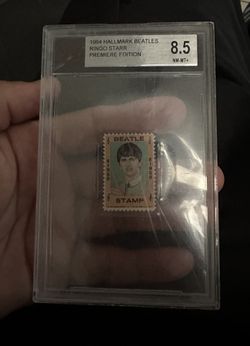 1964 HALLMARK BEATLES
RINGO STARR
PREMIERE EDITION
8.5
NM-MT+
BEATLE
STAMP